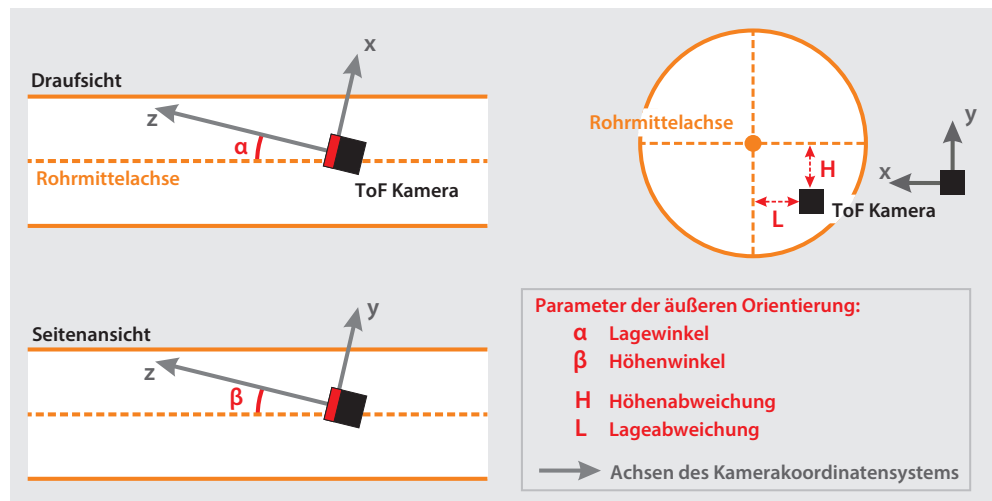 Draufsicht
x
z
α
Rohrmittelachse
ToF Kamera
Rohrmittelachse
y
x
H
L
ToF Kamera
Seitenansicht
y
z
β
Parameter der äußeren Orientierung:
α Lagewinkel
β Höhenwinkel
H Höhenabweichung
L Lageabweichung
Achsen des Kamerakoordinatensystems